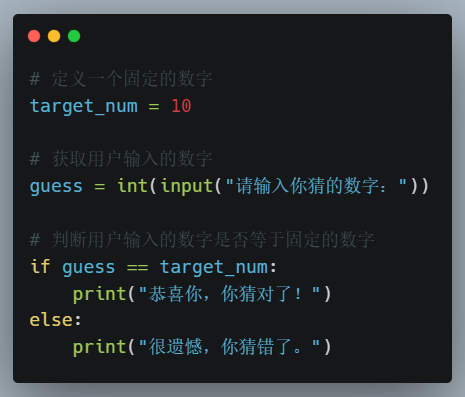 # 定义一个固定的数字
target_num = 10
# 获取用户输入的数字
guess = int(input("请输入你猜的数字："))
# 判断用户输入的数字是否等于固定的数字
if guess == target_num:
    print("恭喜你，你猜对了！")
else:
    print("很遗憾，你猜错了。")